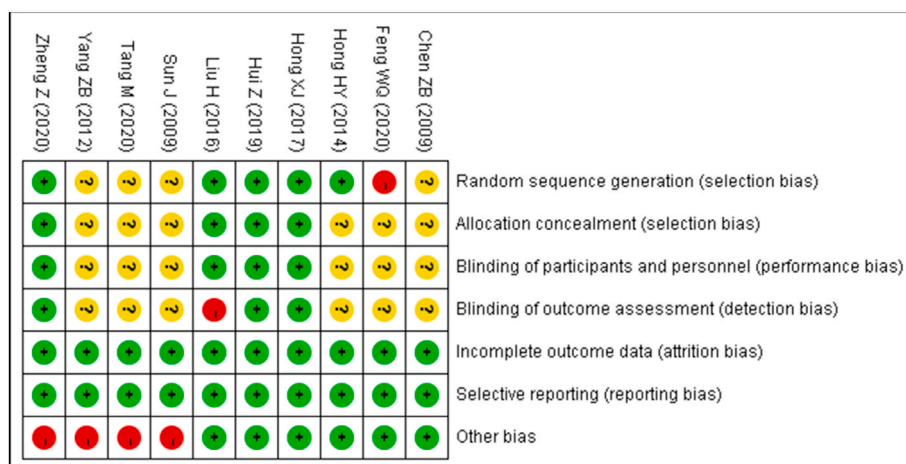 Zheng Z (2020)
Yang ZB (2012)
Tang M (2020)
Sun J (2009)
Liu H (2016)
Hui Z (2019)
Hong XJ (2017)
Hong HY (2014)
Feng WQ (2020)
Chen ZB (2009)
+ ? ? ? + + + + - ? Random sequence generation (selection bias)
+ ? ? ? + + + ? ? ? Allocation concealment (selection bias)
+ ? ? ? + + + ? ? ? Blinding of participants and personnel (performance bias)
+ ? ? ? - + + ? ? ? Blinding of outcome assessment (detection bias)
+ + + + + + + + + + Incomplete outcome data (attrition bias)
+ + + + + + + + + + Selective reporting (reporting bias)
- - - - + + + + + + Other bias